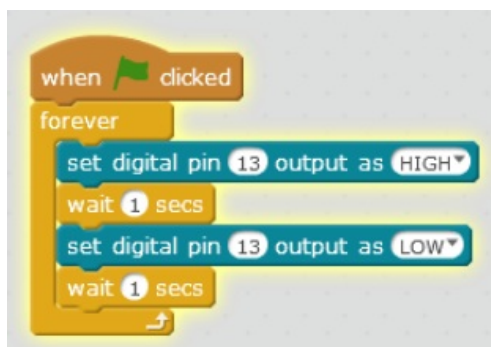 when clicked
forever
set digital pin 13 output as HIGH
wait 1 secs
set digital pin 13 output as LOW
wait 1 secs